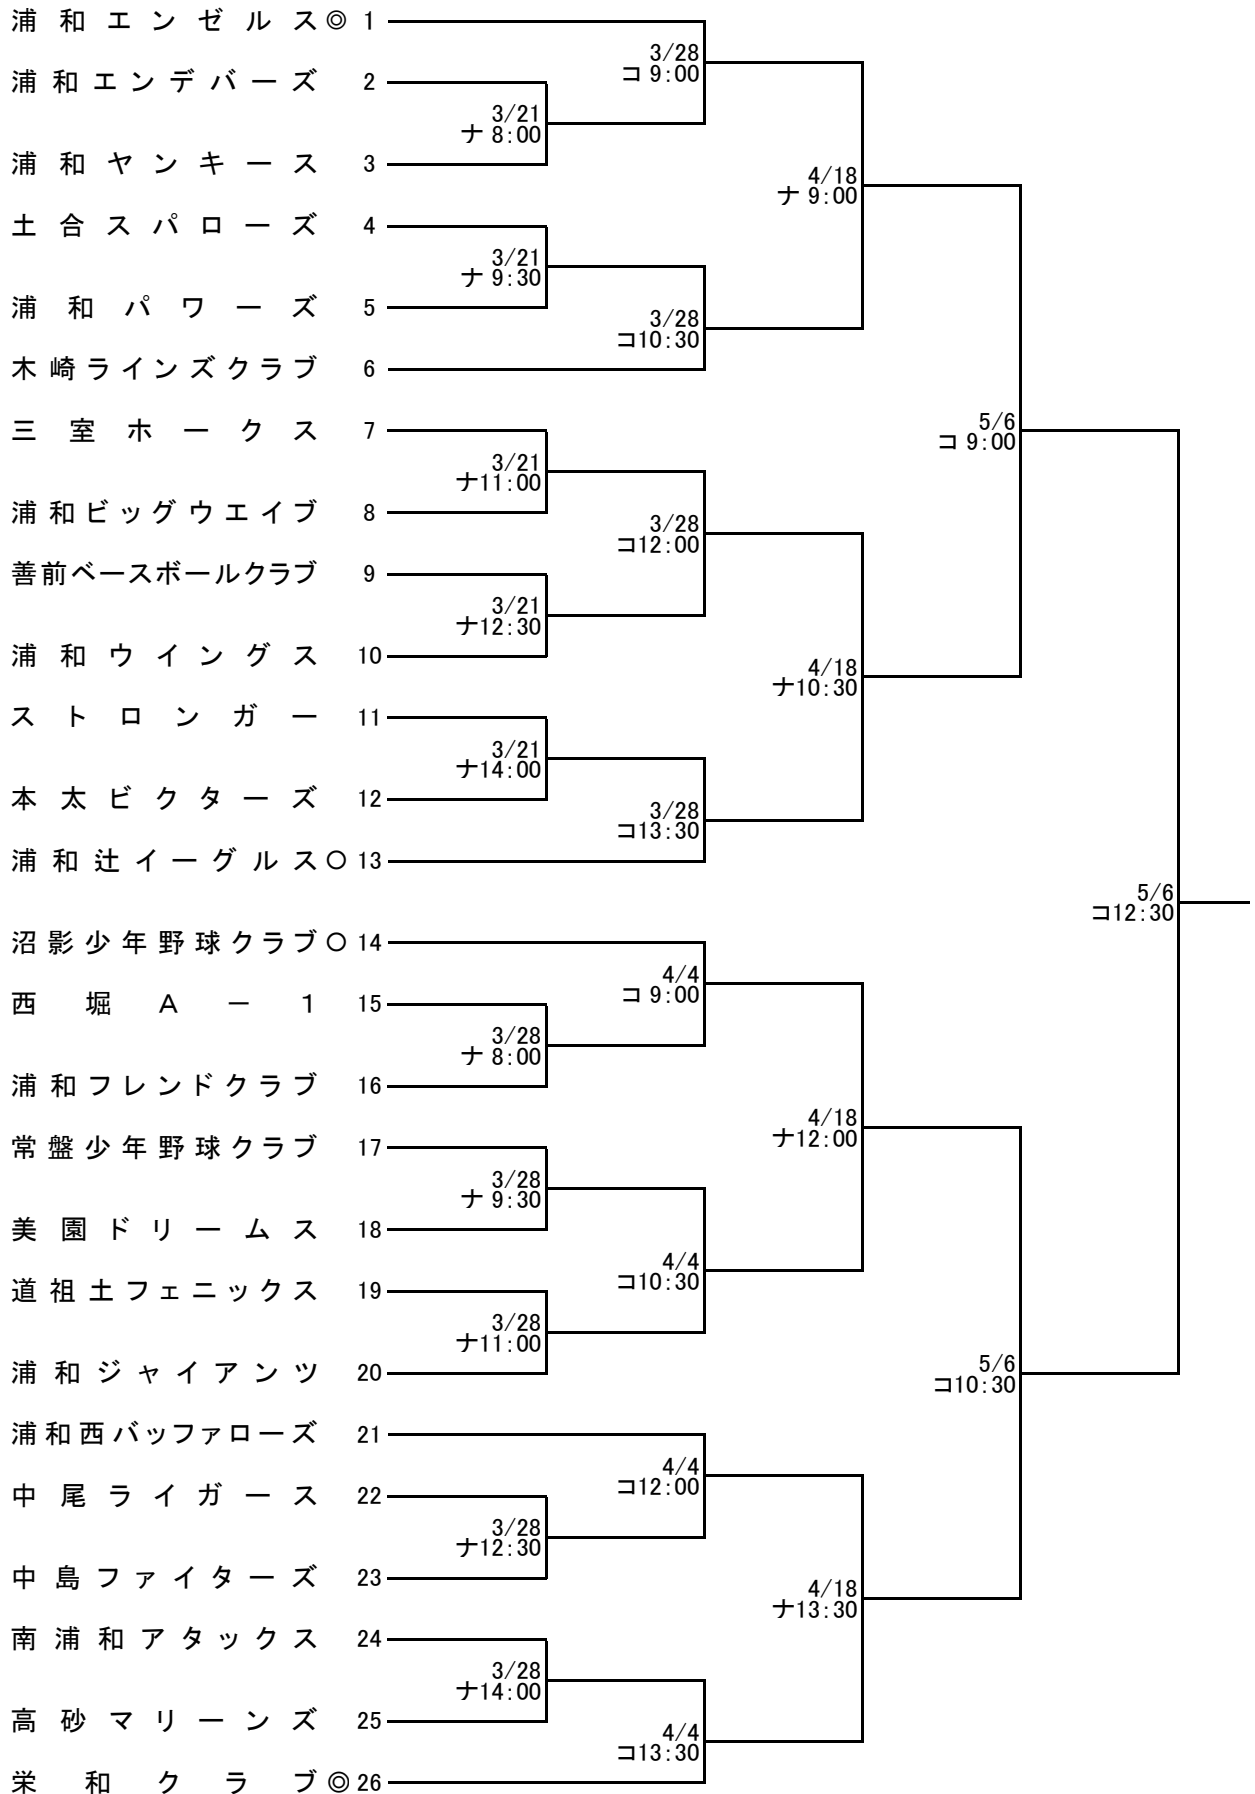 浦和エンゼルス◎ 1
3/28
コ 9:00
浦和エンデバーズ 2
3/21
ナ 8:00
浦和ヤンキース 3
4/18
ナ 9:00
土合スパローズ 4
3/21
ナ 9:30
浦和パワーズ 5
3/28
コ10:30
木崎ラインズクラブ 6
5/6
コ 9:00
三室ホークス 7
3/21
ナ11:00
浦和ビッグウエイブ 8
3/28
コ12:00
善前ベースボールクラブ 9
3/21
ナ12:30
浦和ウイングス 10
4/18
ナ10:30
ストロンガー 11
3/21
ナ14:00
本太ビクターズ 12
3/28
コ13:30
浦和辻イーグルス○ 13
5/6
コ12:30
沼影少年野球クラブ○ 14
4/4
コ 9:00
西堀A-1 15
3/28
ナ 8:00
浦和フレンドクラブ 16
4/18
ナ12:00
常盤少年野球クラブ 17
3/28
ナ 9:30
美園ドリームス 18
4/4
コ10:30
道祖土フェニックス 19
3/28
ナ11:00
浦和ジャイアンツ 20
5/6
コ10:30
浦和西バッファローズ 21
4/4
コ12:00
中尾ライガース 22
3/28
ナ12:30
中島ファイターズ 23
4/18
ナ13:30
南浦和アタックス 24
3/28
ナ14:00
高砂マリーンズ 25
4/4
コ13:30
栄和クラブ◎ 26